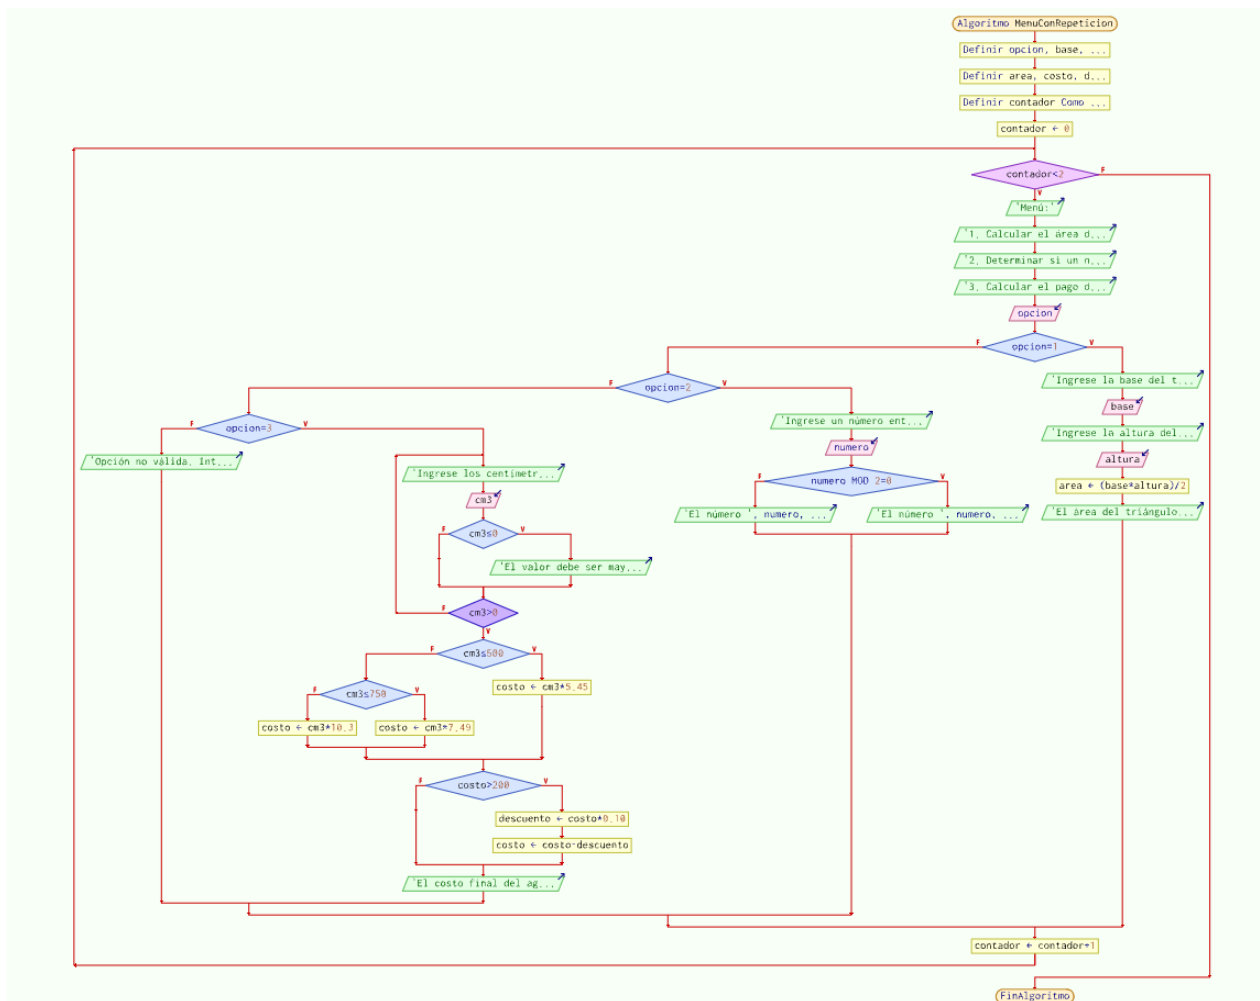 Algoritmo MenuConRepeticion
Definir opcion, base, ...
Definir area, costo, d...
Definir contador Como ...
contador ← 0
contador<2
F
V
'Menú:'
'1. Calcular el área d...
'2. Determinar si un n...
'3. Calcular el pago d...
opcion
opcion=1
F
V
opcion=2
F
V
'Ingrese la base del t...
base
'Ingrese la altura del...
altura
area ← (base*altura)/2
'El área del triángulo...
'Ingrese un número ent...
numero
numero MOD 2=0
F
V
'El número ', numero, ...
'El número ', numero, ...
opcion=3
F
V
'Opción no válida. Int...
'Ingrese los centímetr...
cm3
cm3≤0
F
V
'El valor debe ser may...
cm3>0
F
V
cm3≤500
F
V
cm3≤750
F
V
costo ← cm3*5.45
costo ← cm3*10.3
costo ← cm3*7.49
costo>200
F
V
descuento ← costo*0.10
costo ← costo-descuento
'El costo final del ag...
contador ← contador+1
FinAlgoritmo